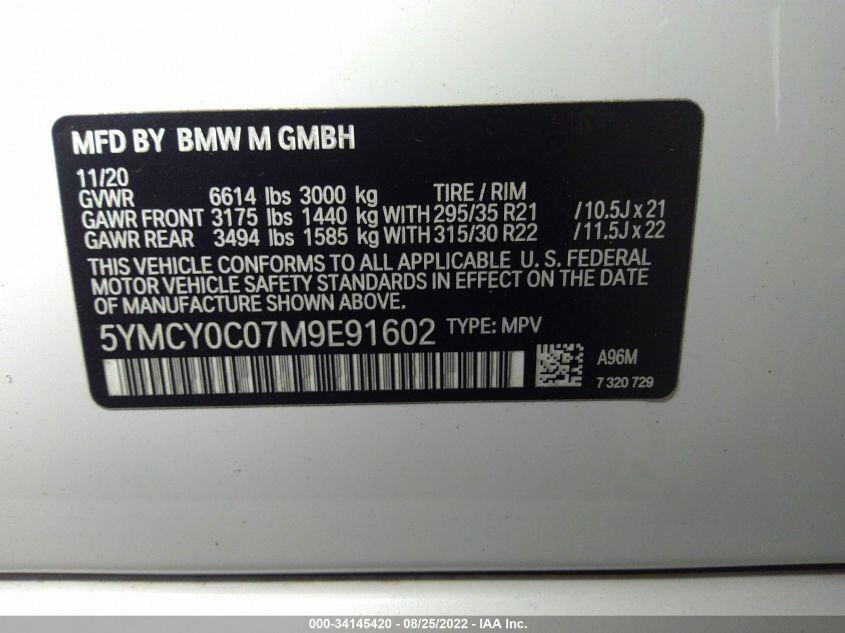 MFD BY BMW M GMBH
11/20
GVWR 6614 lbs 3000 kg TIRE / RIM
GAWR FRONT 3175 lbs 1440 kg WITH 295/35 R21 / 10.5J x 21
GAWR REAR 3494 lbs 1585 kg WITH 315/30 R22 / 11.5J x 22
THIS VEHICLE CONFORMS TO ALL APPLICABLE U. S. FEDERAL
MOTOR VEHICLE SAFETY STANDARDS IN EFFECT ON THE DATE
OF MANUFACTURE SHOWN ABOVE.
5YMCY0C07M9E91602 TYPE: MPV
A96M
7 320 729
000-34145420 - 08/25/2022 - IAA Inc.